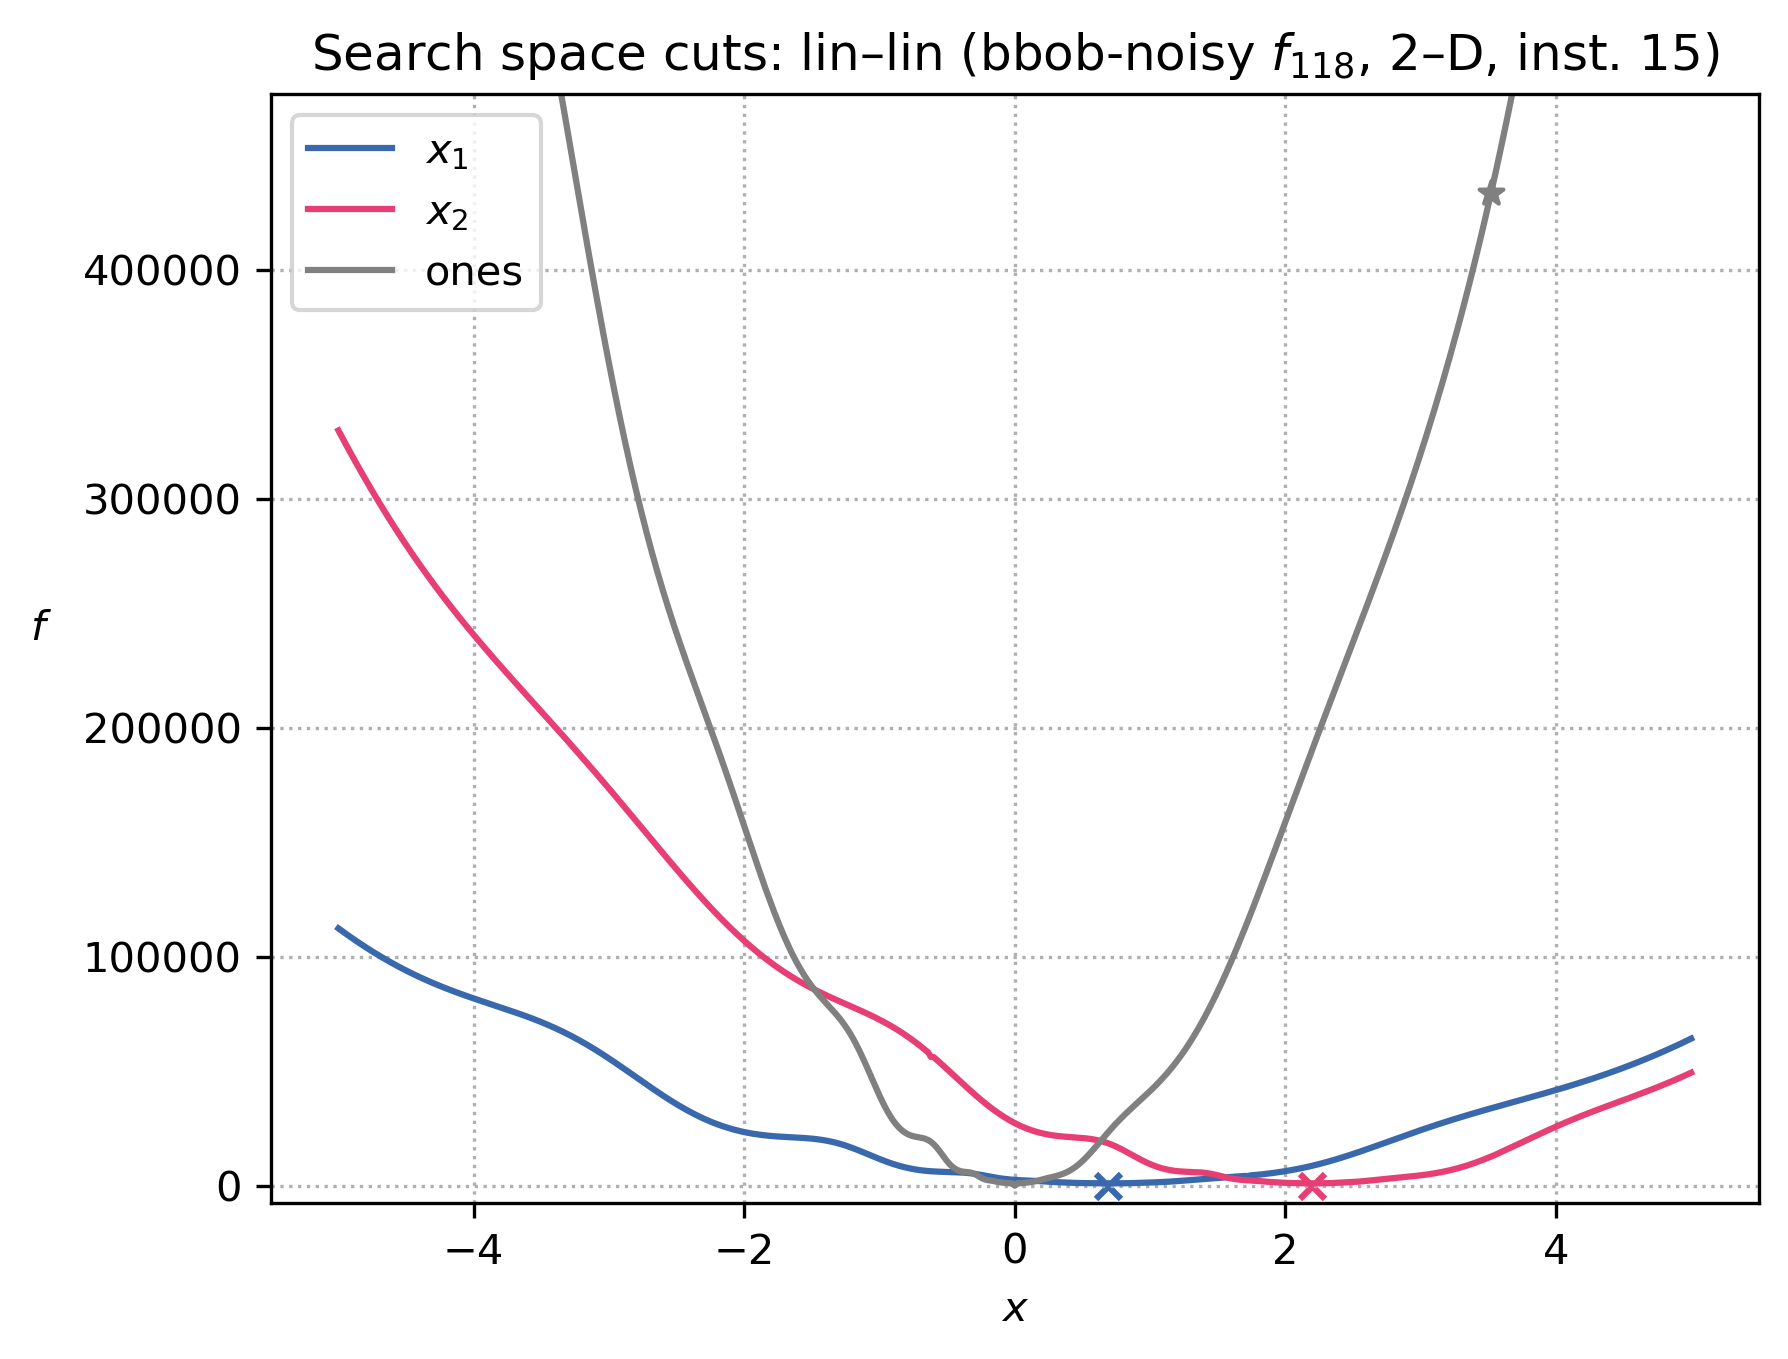 Search space cuts: lin–lin (bbob-noisy f₁₁₈, 2–D, inst. 15)
x₁
x₂
ones
400000
300000
200000
100000
0
f
−4 −2 0 2 4
x